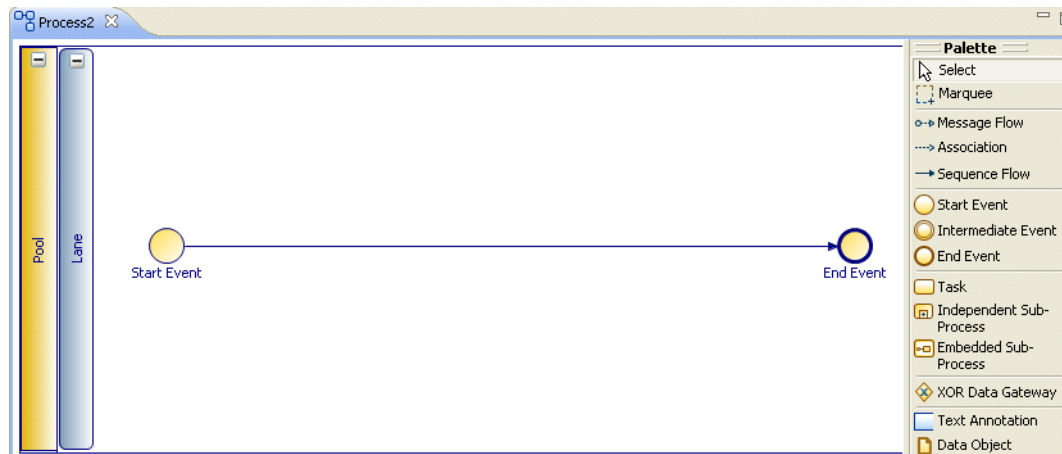 Process2
Palette
Select
Marquee
Message Flow
Association
Sequence Flow
Start Event
Intermediate Event
End Event
Task
Independent Sub-
Process
Embedded Sub-
Process
XOR Data Gateway
Text Annotation
Data Object
Pool
Lane
Start Event
End Event